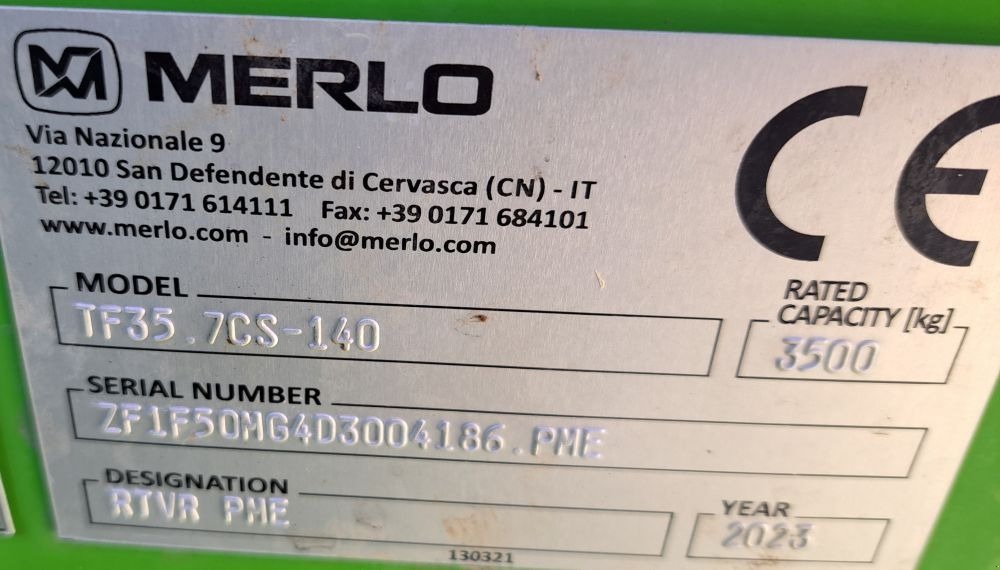 MERLO
CE
Via Nazionale 9
12010 San Defendente di Cervasca (CN) - IT
Tel: +39 0171 614111 Fax: +39 0171 684101
www.merlo.com - info@merlo.com
MODEL
TF35.7CS-140
RATED
CAPACITY [kg]
3500
SERIAL NUMBER
ZF1F50MG4D3004186.PME
DESIGNATION
RTVR PME
YEAR
2023
130321